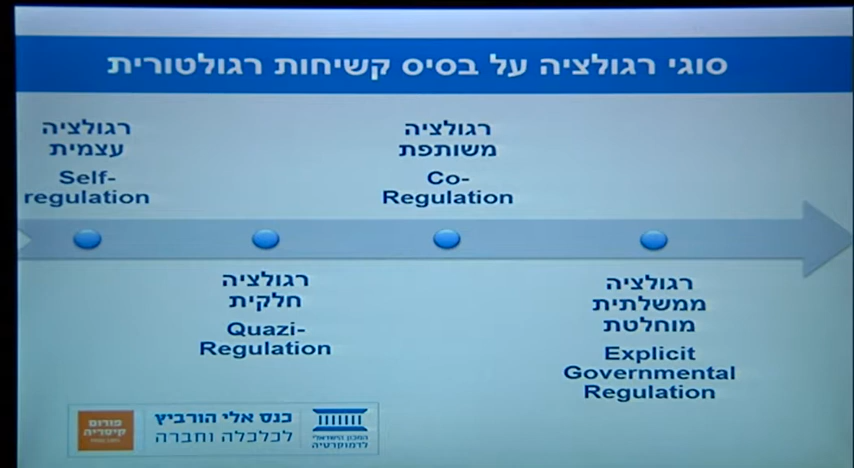 סוגי רגולציה על בסיס קשיחות רגולטורית
רגולציה
עצמית
Self-
regulation
רגולציה
משותפת
Co-
Regulation
רגולציה
חלקית
Quazi-
Regulation
רגולציה
ממשלתית
מוחלטת
Explicit
Governmental
Regulation
המכון הישראלי
לדמוקרטיה
כנס אלי הורביץ
לכלכלה וחברה
פורום
קיסריה